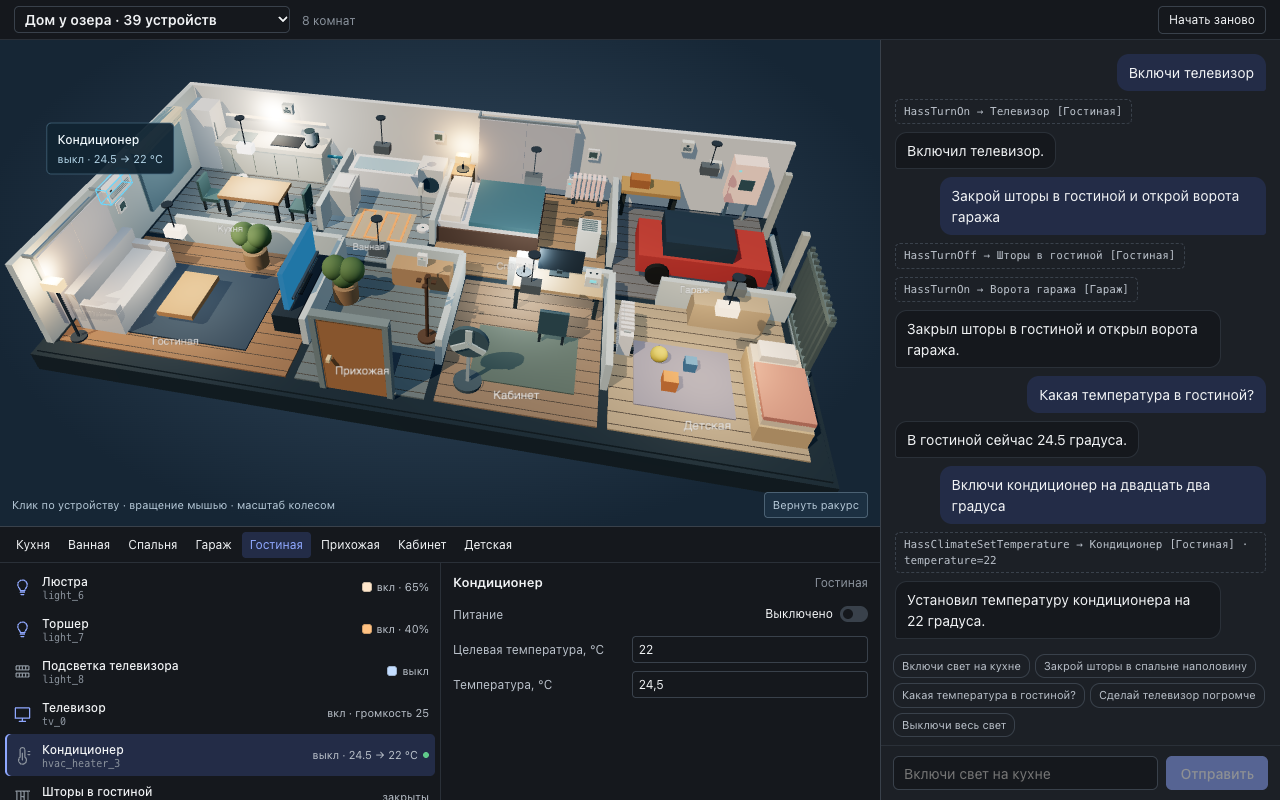 Дом у озера · 39 устройств
8 комнат
Начать заново
Кондиционер
выкл · 24.5 → 22 °C
Кухня
Ванная
Гараж
Гостиная
Прихожая
Кабинет
Детская
Клик по устройству · вращение мышью · масштаб колесом
Вернуть ракурс
Кухня
Ванная
Спальня
Гараж
Гостиная
Прихожая
Кабинет
Детская
Люстра
light_6
вкл · 65%
Торшер
light_7
вкл · 40%
Подсветка телевизора
light_8
выкл
Телевизор
tv_0
вкл · громкость 25
Кондиционер
hvac_heater_3
выкл · 24.5 → 22 °C
Шторы в гостиной
закрыты
Кондиционер
Гостиная
Питание
Выключено
Целевая температура, °C
22
Температура, °C
24,5
Включи телевизор
HassTurnOn → Телевизор [Гостиная]
Включил телевизор.
Закрой шторы в гостиной и открой ворота
гаража
HassTurnOff → Шторы в гостиной [Гостиная]
HassTurnOn → Ворота гаража [Гараж]
Закрыл шторы в гостиной и открыл ворота
гаража.
Какая температура в гостиной?
В гостиной сейчас 24.5 градуса.
Включи кондиционер на двадцать два
градуса
HassClimateSetTemperature → Кондиционер [Гостиная] ·
temperature=22
Установил температуру кондиционера на
22 градуса.
Включи свет на кухне
Закрой шторы в спальне наполовину
Какая температура в гостиной?
Сделай телевизор погромче
Выключи весь свет
Включи свет на кухне
Отправить